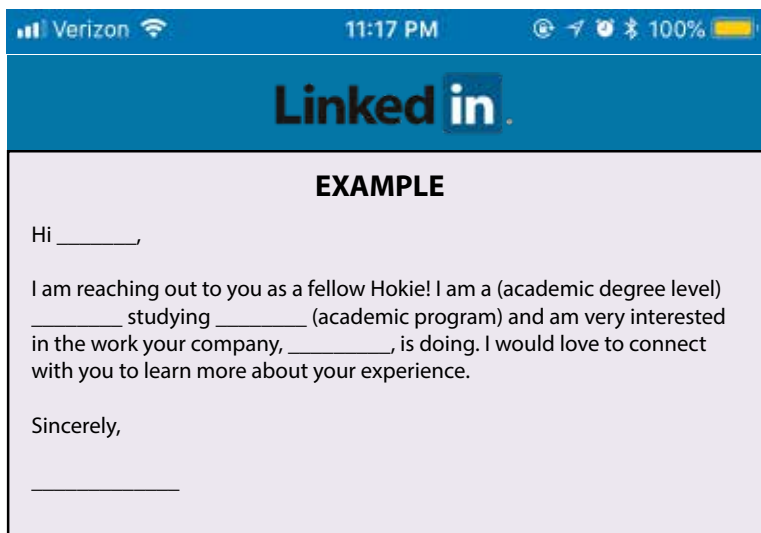 Verizon 11:17 PM 100%
Linked in.
EXAMPLE
Hi _______,
I am reaching out to you as a fellow Hokie! I am a (academic degree level)
________ studying ________ (academic program) and am very interested
in the work your company, _________, is doing. I would love to connect
with you to learn more about your experience.
Sincerely,
_____________